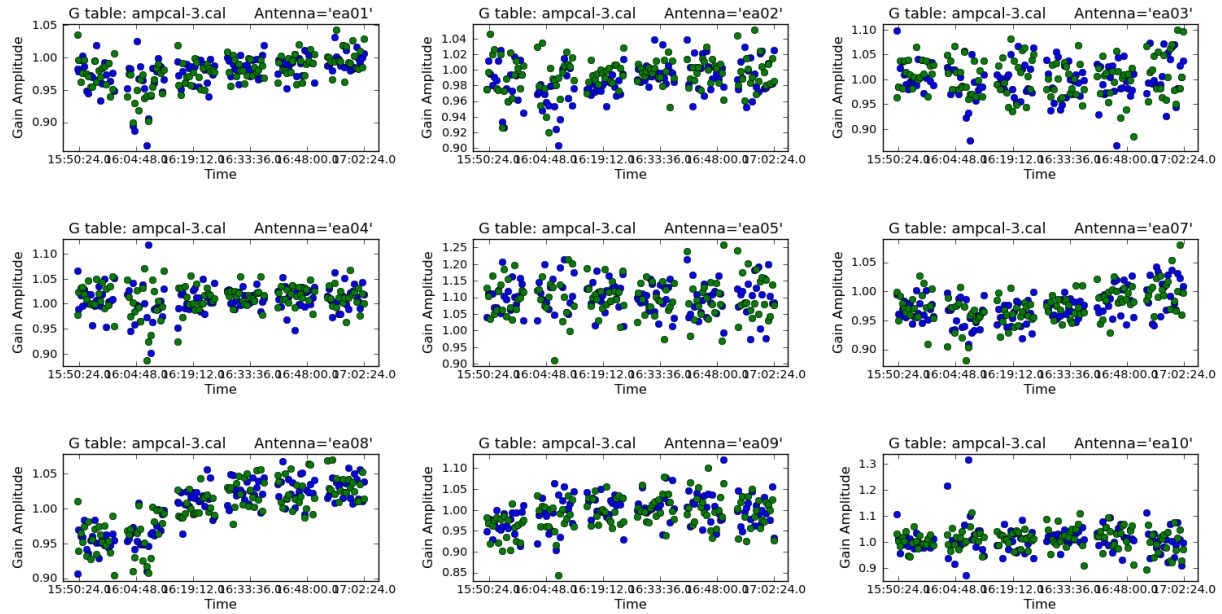 G table: ampcal-3.cal Antenna='ea01'
1.05
1.00
0.95
0.90
Gain Amplitude
15:50:24.0 16:04:48.0 16:19:12.0 16:33:36.0 16:48:00.0 17:02:24.0
Time
G table: ampcal-3.cal Antenna='ea02'
1.04
1.02
1.00
0.98
0.96
0.94
0.92
0.90
Gain Amplitude
15:50:24.0 16:04:48.0 16:19:12.0 16:33:36.0 16:48:00.0 17:02:24.0
Time
G table: ampcal-3.cal Antenna='ea03'
1.10
1.05
1.00
0.95
0.90
Gain Amplitude
15:50:24.0 16:04:48.0 16:19:12.0 16:33:36.0 16:48:00.0 17:02:24.0
Time
G table: ampcal-3.cal Antenna='ea04'
1.10
1.05
1.00
0.95
0.90
Gain Amplitude
15:50:24.0 16:04:48.0 16:19:12.0 16:33:36.0 16:48:00.0 17:02:24.0
Time
G table: ampcal-3.cal Antenna='ea05'
1.25
1.20
1.15
1.10
1.05
1.00
0.95
0.90
Gain Amplitude
15:50:24.0 16:04:48.0 16:19:12.0 16:33:36.0 16:48:00.0 17:02:24.0
Time
G table: ampcal-3.cal Antenna='ea07'
1.05
1.00
0.95
0.90
Gain Amplitude
15:50:24.0 16:04:48.0 16:19:12.0 16:33:36.0 16:48:00.0 17:02:24.0
Time
G table: ampcal-3.cal Antenna='ea08'
1.05
1.00
0.95
0.90
Gain Amplitude
15:50:24.0 16:04:48.0 16:19:12.0 16:33:36.0 16:48:00.0 17:02:24.0
Time
G table: ampcal-3.cal Antenna='ea09'
1.10
1.05
1.00
0.95
0.90
0.85
Gain Amplitude
15:50:24.0 16:04:48.0 16:19:12.0 16:33:36.0 16:48:00.0 17:02:24.0
Time
G table: ampcal-3.cal Antenna='ea10'
1.3
1.2
1.1
1.0
0.9
Gain Amplitude
15:50:24.0 16:04:48.0 16:19:12.0 16:33:36.0 16:48:00.0 17:02:24.0
Time